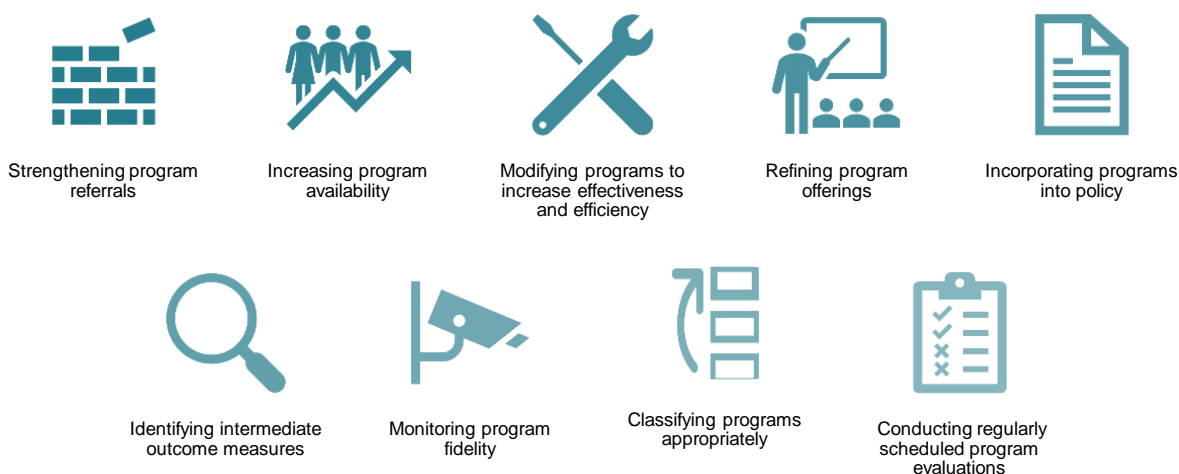 Strengthening program
referrals
Increasing program
availability
Modifying programs to
increase effectiveness
and efficiency
Refining program
offerings
Incorporating programs
into policy
Identifying intermediate
outcome measures
Monitoring program
fidelity
Classifying programs
appropriately
Conducting regularly
scheduled program
evaluations